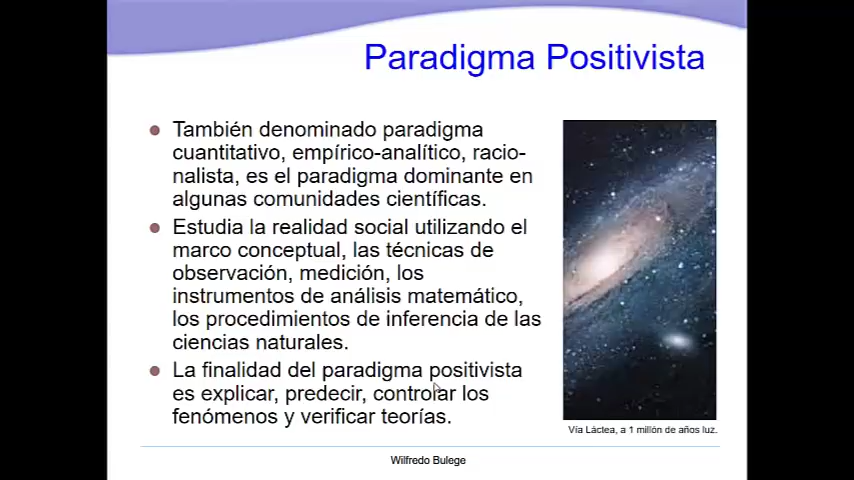 Paradigma Positivista
También denominado paradigma
cuantitativo, empírico-analítico, racio-
nalista, es el paradigma dominante en
algunas comunidades científicas.
Estudia la realidad social utilizando el
marco conceptual, las técnicas de
observación, medición, los
instrumentos de análisis matemático,
los procedimientos de inferencia de las
ciencias naturales.
La finalidad del paradigma positivista
es explicar, predecir, controlar los
fenómenos y verificar teorías.
Vía Láctea, a 1 millón de años luz.
Wilfredo Bulege